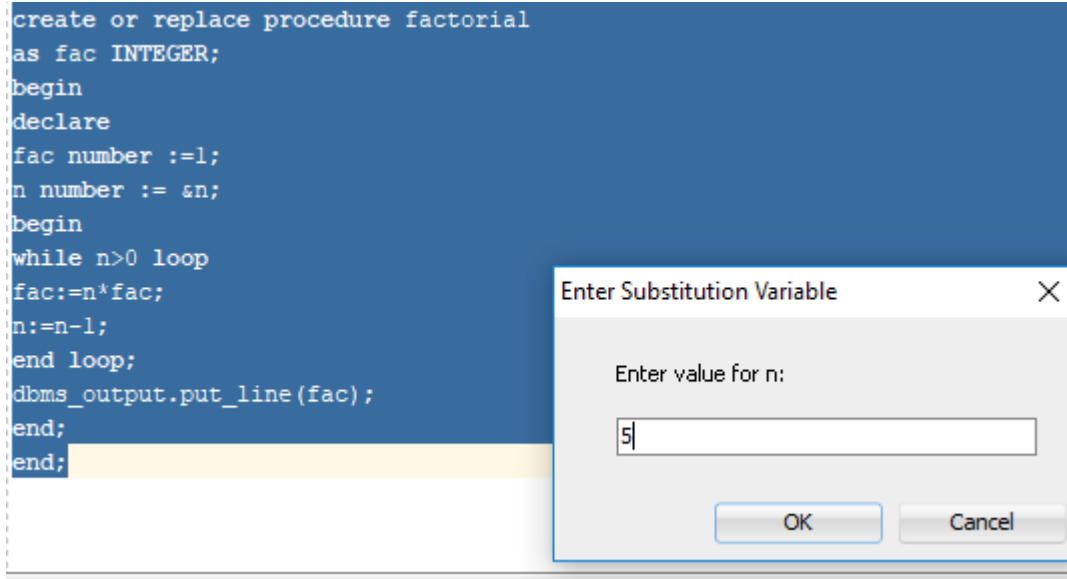 create or replace procedure factorial
as fac INTEGER;
begin
declare
fac number :=1;
n number := &n;
begin
while n>0 loop
fac:=n*fac;
n:=n-1;
end loop;
dbms_output.put_line(fac);
end;
end;
Enter Substitution Variable
Enter value for n:
5
OK Cancel